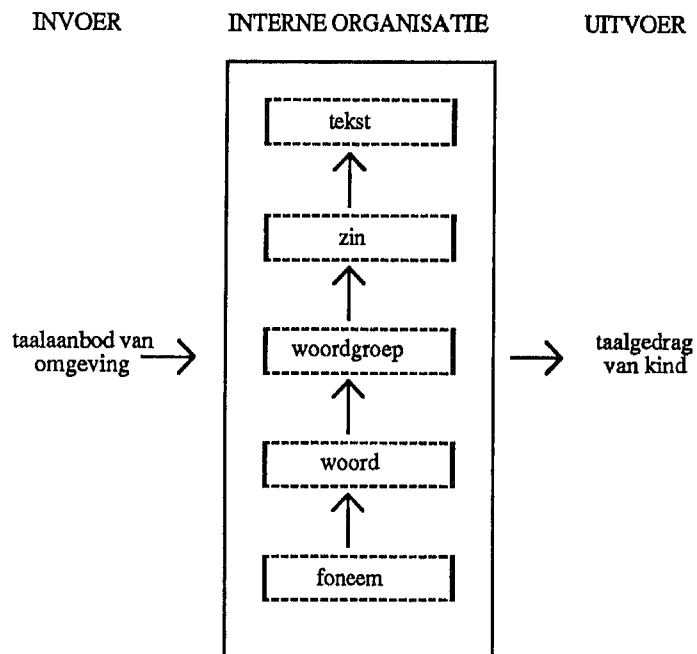 INVOER INTERNE ORGANISATIE UITVOER
tekst
zin
taalaanbod van
omgeving
woordgroep
taalgedrag
van kind
woord
foneem